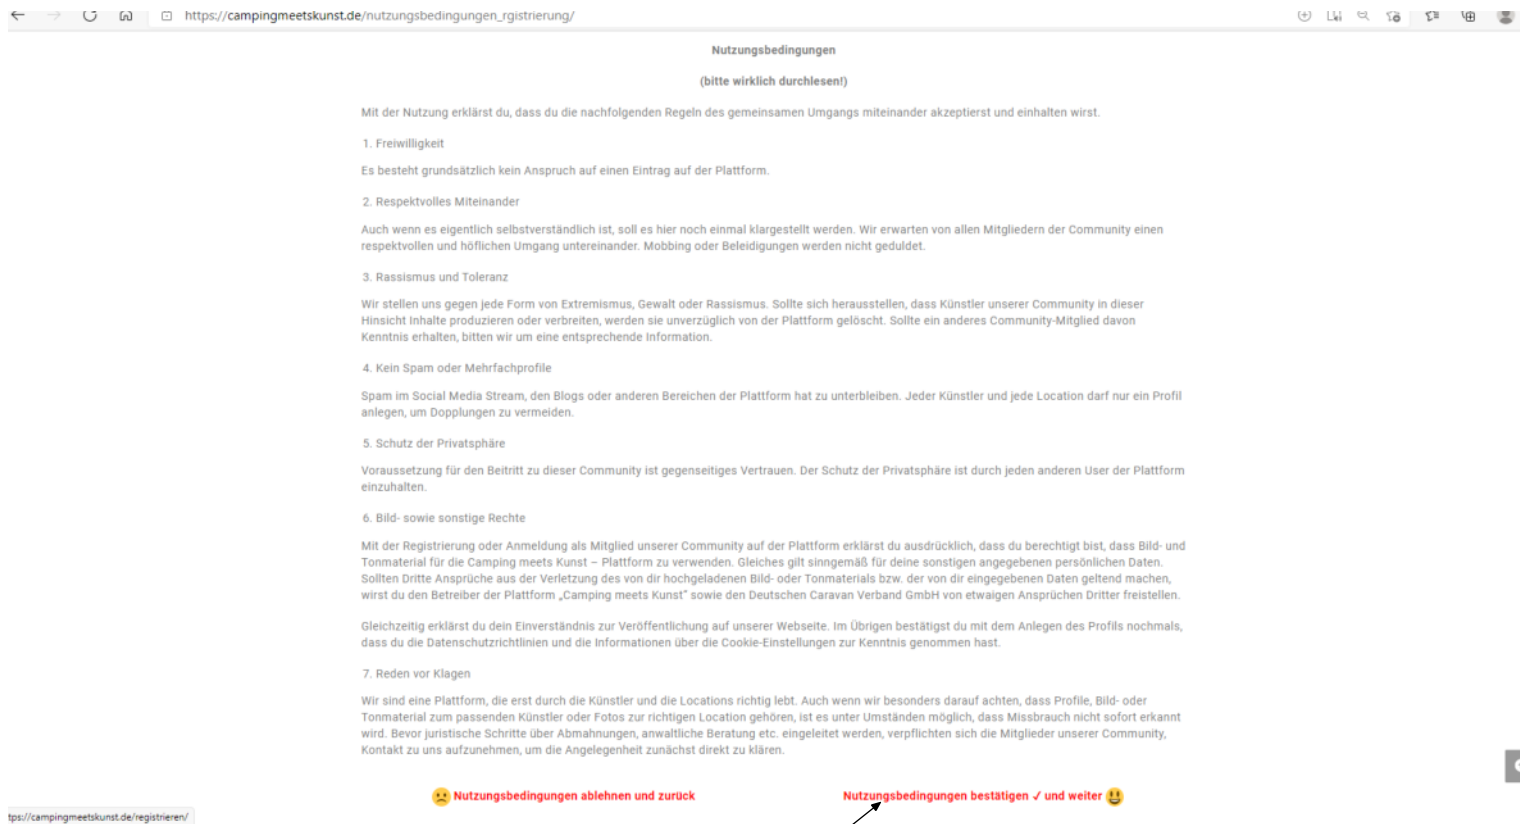 https://campingmeetskunst.de/nutzungsbedingungen_rgistrierung/
Nutzungsbedingungen
(bitte wirklich durchlesen!)
Mit der Nutzung erklärst du, dass du die nachfolgenden Regeln des gemeinsamen Umgangs miteinander akzeptierst und einhalten wirst.
1. Freiwilligkeit
Es besteht grundsätzlich kein Anspruch auf einen Eintrag auf der Plattform.
2. Respektvolles Miteinander
Auch wenn es eigentlich selbstverständlich ist, soll es hier noch einmal klargestellt werden. Wir erwarten von allen Mitgliedern der Community einen
respektvollen und höflichen Umgang untereinander. Mobbing oder Beleidigungen werden nicht geduldet.
3. Rassismus und Toleranz
Wir stellen uns gegen jede Form von Extremismus, Gewalt oder Rassismus. Sollte sich herausstellen, dass Künstler unserer Community in dieser
Hinsicht Inhalte produzieren oder verbreiten, werden sie unverzüglich von der Plattform gelöscht. Sollte ein anderes Community-Mitglied davon
Kenntnis erhalten, bitten wir um eine entsprechende Information.
4. Kein Spam oder Mehrfachprofile
Spam im Social Media Stream, den Blogs oder anderen Bereichen der Plattform hat zu unterbleiben. Jeder Künstler und jede Location darf nur ein Profil
anlegen, um Dopplungen zu vermeiden.
5. Schutz der Privatsphäre
Voraussetzung für den Beitritt zu dieser Community ist gegenseitiges Vertrauen. Der Schutz der Privatsphäre ist durch jeden anderen User der Plattform
einzuhalten.
6. Bild- sowie sonstige Rechte
Mit der Registrierung oder Anmeldung als Mitglied unserer Community auf der Plattform erklärst du ausdrücklich, dass du berechtigt bist, dass Bild- und
Tonmaterial für die Camping meets Kunst – Plattform zu verwenden. Gleiches gilt sinngemäß für deine sonstigen angegebenen persönlichen Daten.
Sollten Dritte Ansprüche aus der Verletzung des von dir hochgeladenen Bild- oder Tonmaterials bzw. der von dir eingegebenen Daten geltend machen,
wirst du den Betreiber der Plattform „Camping meets Kunst“ sowie den Deutschen Caravan Verband GmbH von etwaigen Ansprüchen Dritter freistellen.
Gleichzeitig erklärst du dein Einverständnis zur Veröffentlichung auf unserer Webseite. Im Übrigen bestätigst du mit dem Anlegen des Profils nochmals,
dass du die Datenschutzrichtlinien und die Informationen über die Cookie-Einstellungen zur Kenntnis genommen hast.
7. Reden vor Klagen
Wir sind eine Plattform, die erst durch die Künstler und die Locations richtig lebt. Auch wenn wir besonders darauf achten, dass Profile, Bild- oder
Tonmaterial zum passenden Künstler oder Fotos zur richtigen Location gehören, ist es unter Umständen möglich, dass Missbrauch nicht sofort erkannt
wird. Bevor juristische Schritte über Abmahnungen, anwaltliche Beratung etc. eingeleitet werden, verpflichten sich die Mitglieder unserer Community,
Kontakt zu uns aufzunehmen, um die Angelegenheit zunächst direkt zu klären.
Nutzungsbedingungen ablehnen und zurück
Nutzungsbedingungen bestätigen ✓ und weiter
tps://campingmeetskunst.de/registrieren/